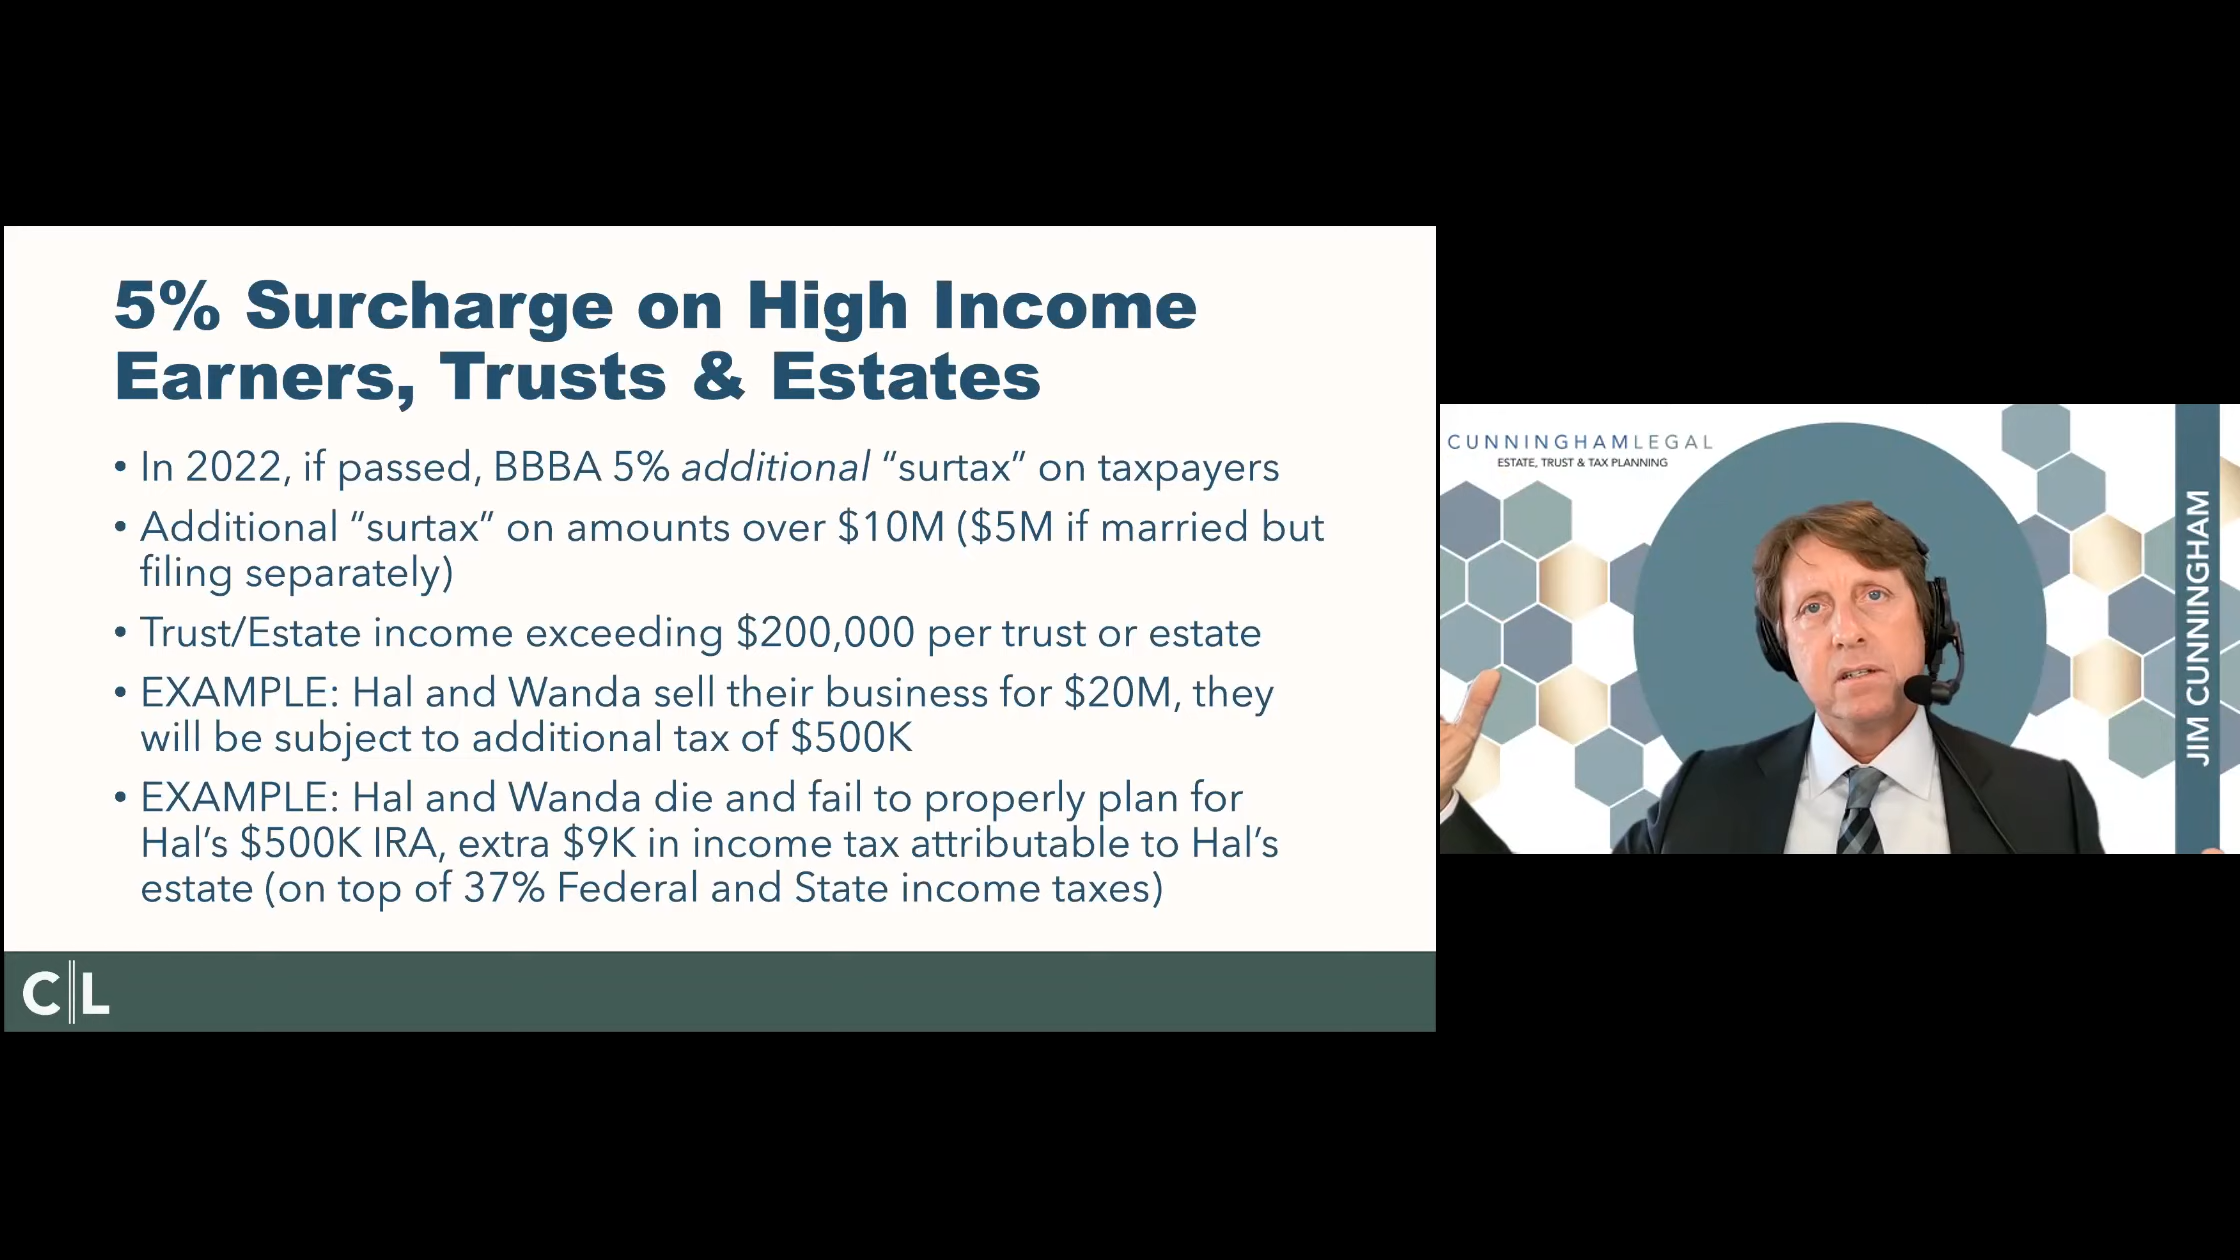 5% Surcharge on High Income
Earners, Trusts & Estates
• In 2022, if passed, BBBA 5% additional “surtax” on taxpayers
• Additional “surtax” on amounts over $10M ($5M if married but
filing separately)
• Trust/Estate income exceeding $200,000 per trust or estate
• EXAMPLE: Hal and Wanda sell their business for $20M, they
will be subject to additional tax of $500K
• EXAMPLE: Hal and Wanda die and fail to properly plan for
Hal’s $500K IRA, extra $9K in income tax attributable to Hal’s
estate (on top of 37% Federal and State income taxes)
C L
CUNNINGHAMLEGAL
ESTATE, TRUST & TAX PLANNING
JIM CUNNINGHAM